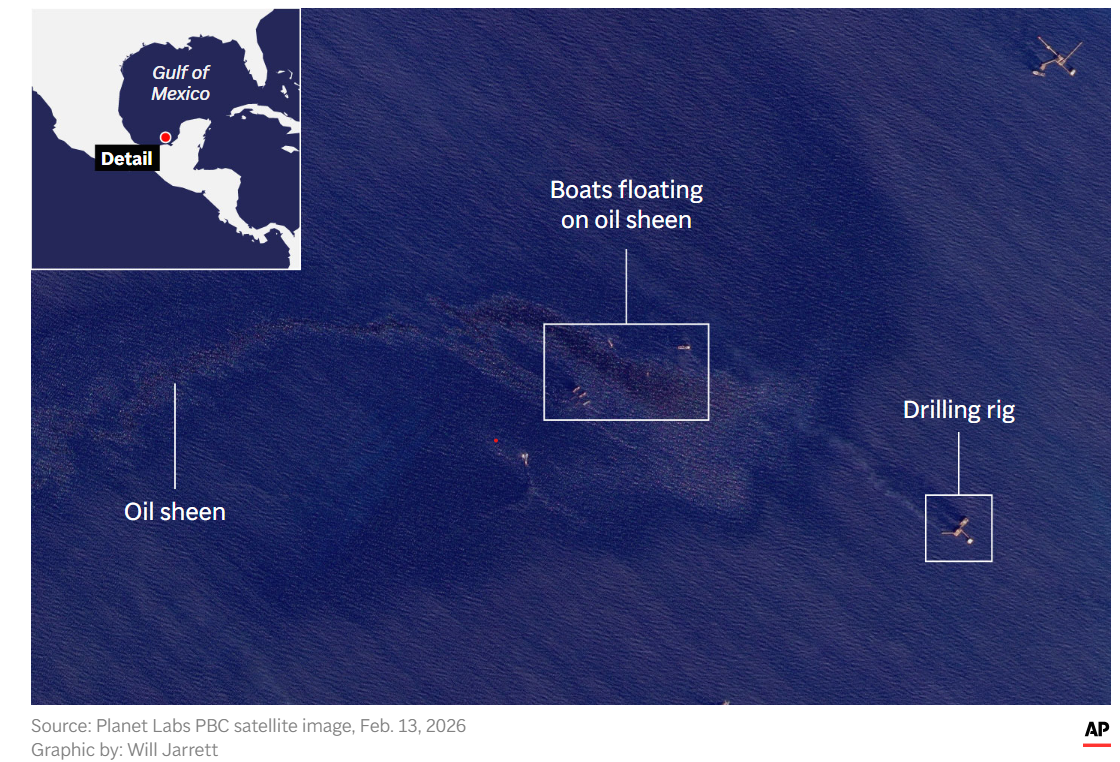 Gulf of
Mexico
Detail
Boats floating
on oil sheen
Drilling rig
Oil sheen
Source: Planet Labs PBC satellite image, Feb. 13, 2026
Graphic by: Will Jarrett
AP